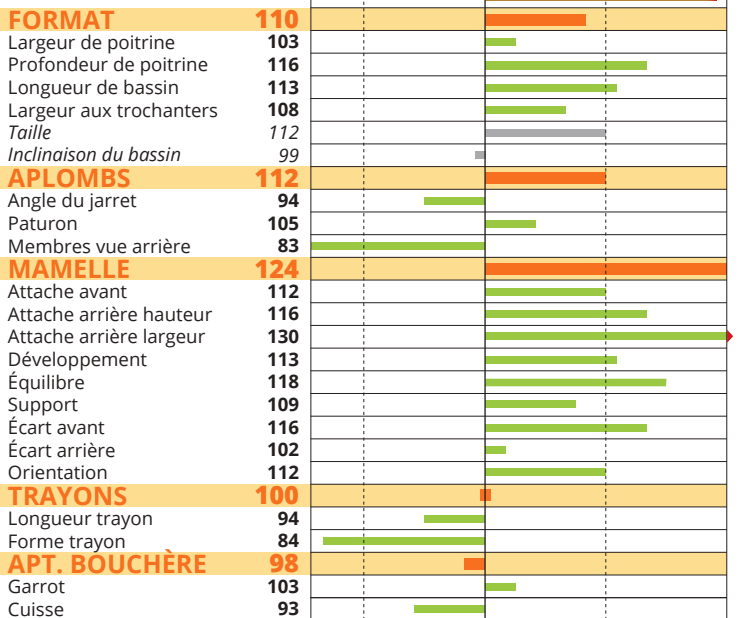 FORMAT 110
Largeur de poitrine 103
Profondeur de poitrine 116
Longueur de bassin 113
Largeur aux trochanters 108
Taille 112
Inclinaison du bassin 99
APLOMBS 112
Angle du jarret 94
Paturon 105
Membres vue arrière 83
MAMELLE 124
Attache avant 112
Attache arrière hauteur 116
Attache arrière largeur 130
Développement 113
Équilibre 118
Support 109
Écart avant 116
Écart arrière 102
Orientation 112
TRAYONS 100
Longueur trayon 94
Forme trayon 84
APT. BOUCHÈRE 98
Garrot 103
Cuisse 93